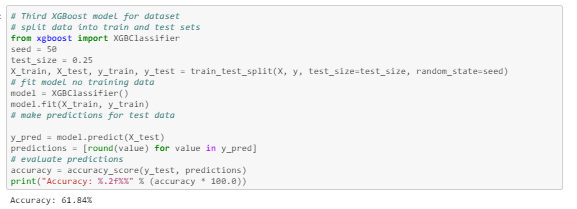 # Third XGBoost model for dataset
# split data into train and test sets
from xgboost import XGBClassifier
seed = 50
test_size = 0.25
X_train, X_test, y_train, y_test = train_test_split(X, y, test_size=test_size, random_state=seed)
# fit model no training data
model = XGBClassifier()
model.fit(X_train, y_train)
# make predictions for test data
y_pred = model.predict(X_test)
predictions = [round(value) for value in y_pred]
# evaluate predictions
accuracy = accuracy_score(y_test, predictions)
print("Accuracy: %.2f%%" % (accuracy * 100.0))
Accuracy: 61.84%